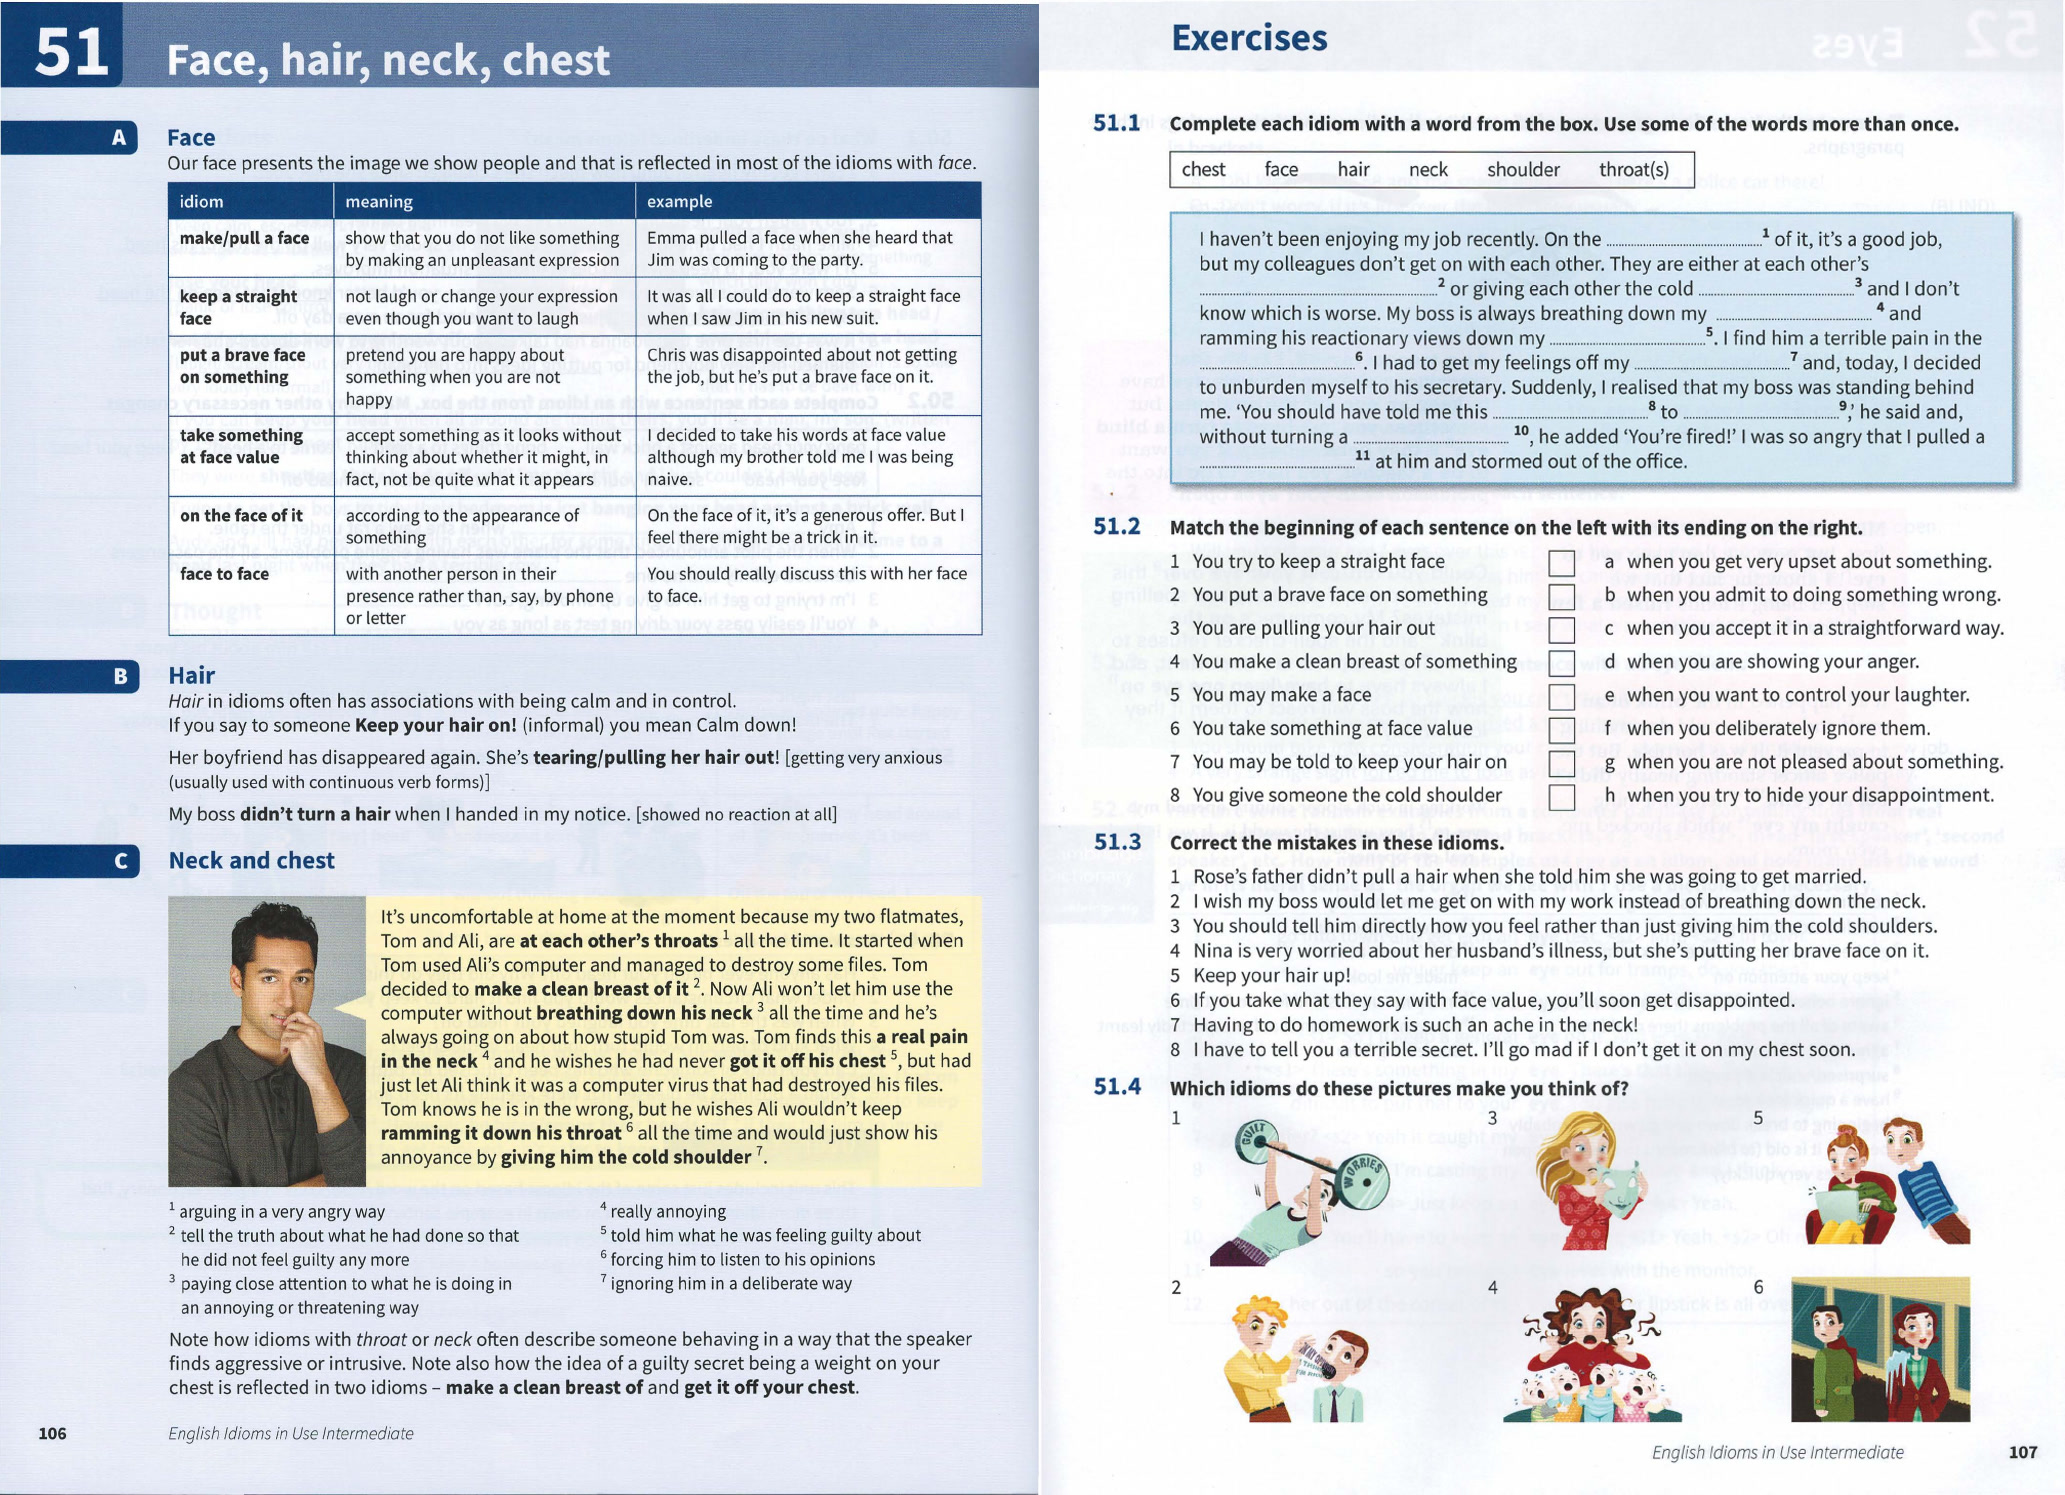 51 Face, hair, neck, chest
A Face
Our face presents the image we show people and that is reflected in most of the idioms with face.
idiom meaning example
make/pull a face
show that you do not like something
by making an unpleasant expression
Emma pulled a face when she heard that
Jim was coming to the party.
keep a straight
face
not laugh or change your expression
even though you want to laugh
It was all I could do to keep a straight face
when I saw Jim in his new suit.
put a brave face
on something
pretend you are happy about
something when you are not
happy
Chris was disappointed about not getting
the job, but he's put a brave face on it.
take something
at face value
accept something as it looks without
thinking about whether it might, in
fact, not be quite what it appears
I decided to take his words at face value
although my brother told me I was being
naive.
on the face of it
according to the appearance of
something
On the face of it, it's a generous offer. But I
feel there might be a trick in it.
face to face
with another person in their
presence rather than, say, by phone
or letter
You should really discuss this with her face
to face.
B Hair
Hair in idioms often has associations with being calm and in control.
If you say to someone Keep your hair on! (informal) you mean Calm down!
Her boyfriend has disappeared again. She's tearing/pulling her hair out! [getting very anxious
(usually used with continuous verb forms)]
My boss didn't turn a hair when I handed in my notice. [showed no reaction at all]
C Neck and chest
It's uncomfortable at home at the moment because my two flatmates,
Tom and Ali, are at each other's throats 1 all the time. It started when
Tom used Ali's computer and managed to destroy some files. Tom
decided to make a clean breast of it 2. Now Ali won't let him use the
computer without breathing down his neck 3 all the time and he's
always going on about how stupid Tom was. Tom finds this a real pain
in the neck 4 and he wishes he had never got it off his chest 5, but had
just let Ali think it was a computer virus that had destroyed his files.
Tom knows he is in the wrong, but he wishes Ali wouldn't keep
ramming it down his throat 6 all the time and would just show his
annoyance by giving him the cold shoulder 7.
1 arguing in a very angry way
2 tell the truth about what he had done so that
he did not feel guilty any more
3 paying close attention to what he is doing in
an annoying or threatening way
4 really annoying
5 told him what he was feeling guilty about
6 forcing him to listen to his opinions
7 ignoring him in a deliberate way
Note how idioms with throat or neck often describe someone behaving in a way that the speaker
finds aggressive or intrusive. Note also how the idea of a guilty secret being a weight on your
chest is reflected in two idioms – make a clean breast of and get it off your chest.
106 English Idioms in Use Intermediate
Exercises
51.1 Complete each idiom with a word from the box. Use some of the words more than once.
chest face hair neck shoulder throat(s)
I haven't been enjoying my job recently. On the ............ 1 of it, it's a good job,
but my colleagues don't get on with each other. They are either at each other's
............ 2 or giving each other the cold ............ 3 and I don't
know which is worse. My boss is always breathing down my ............ 4 and
ramming his reactionary views down my ............ 5. I find him a terrible pain in the
............ 6. I had to get my feelings off my ............ 7 and, today, I decided
to unburden myself to his secretary. Suddenly, I realised that my boss was standing behind
me. 'You should have told me this ............ 8 to ............ 9,' he said and,
without turning a ............ 10, he added 'You're fired!' I was so angry that I pulled a
............ 11 at him and stormed out of the office.
51.2 Match the beginning of each sentence on the left with its ending on the right.
1 You try to keep a straight face a when you get very upset about something.
2 You put a brave face on something b when you admit to doing something wrong.
3 You are pulling your hair out c when you accept it in a straightforward way.
4 You make a clean breast of something d when you are showing your anger.
5 You may make a face e when you want to control your laughter.
6 You take something at face value f when you deliberately ignore them.
7 You may be told to keep your hair on g when you are not pleased about something.
8 You give someone the cold shoulder h when you try to hide your disappointment.
51.3 Correct the mistakes in these idioms.
1 Rose's father didn't pull a hair when she told him she was going to get married.
2 I wish my boss would let me get on with my work instead of breathing down the neck.
3 You should tell him directly how you feel rather than just giving him the cold shoulders.
4 Nina is very worried about her husband's illness, but she's putting her brave face on it.
5 Keep your hair up!
6 If you take what they say with face value, you'll soon get disappointed.
7 Having to do homework is such an ache in the neck!
8 I have to tell you a terrible secret. I'll go mad if I don't get it on my chest soon.
51.4 Which idioms do these pictures make you think of?
1 3 5
GUILT
WORRIES
2 4 6
English Idioms in Use Intermediate 107